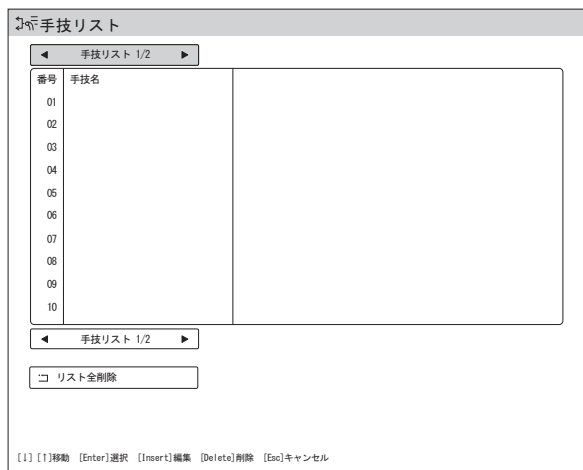 手技リスト
◀ 手技リスト 1/2 ▶
番号 手技名
01
02
03
04
05
06
07
08
09
10
◀ 手技リスト 1/2 ▶
リスト全削除
[↓] [↑]移動 [Enter]選択 [Insert]編集 [Delete]削除 [Esc]キャンセル